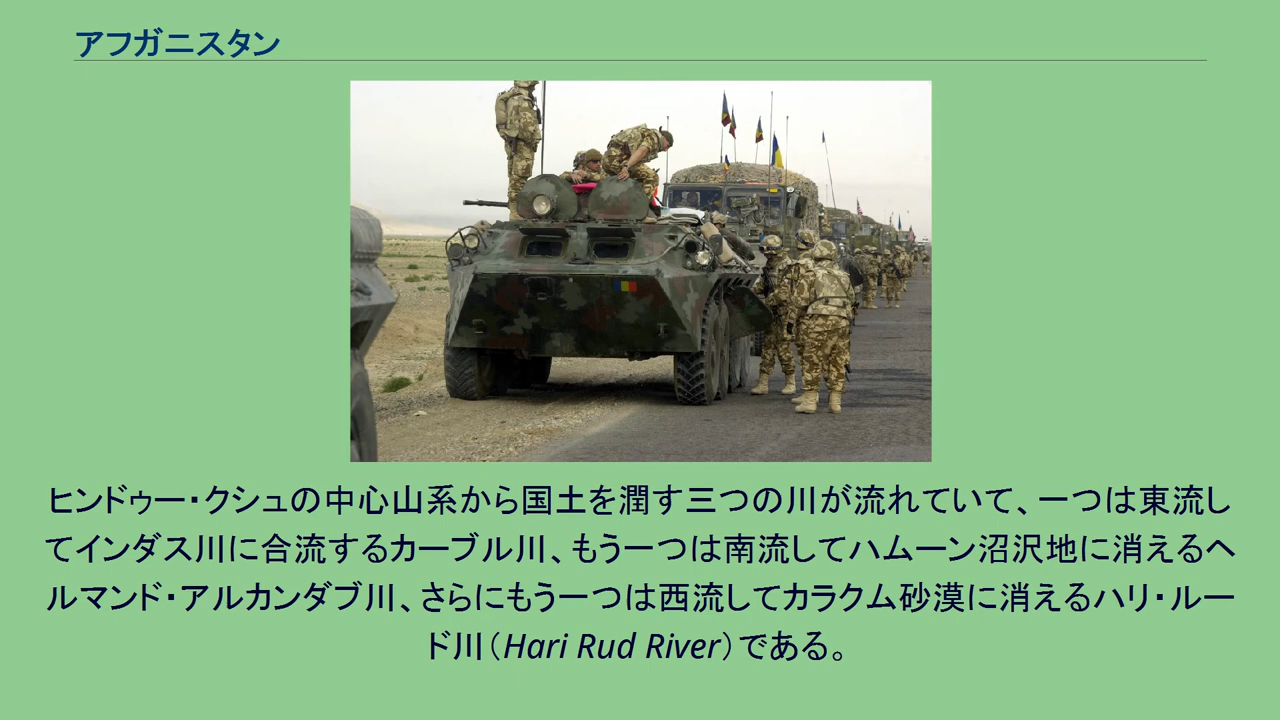 アフガニスタン
ヒンドゥー・クシュの中心山系から国土を潤す三つの川が流れていて、一つは東流し
てインダス川に合流するカーブル川、もう一つは南流してハムーン沼沢地に消えるヘ
ルマンド・アルカンダブ川、さらにもう一つは西流してカラクム砂漠に消えるハリ・ルー
ド川（Hari Rud River）である。